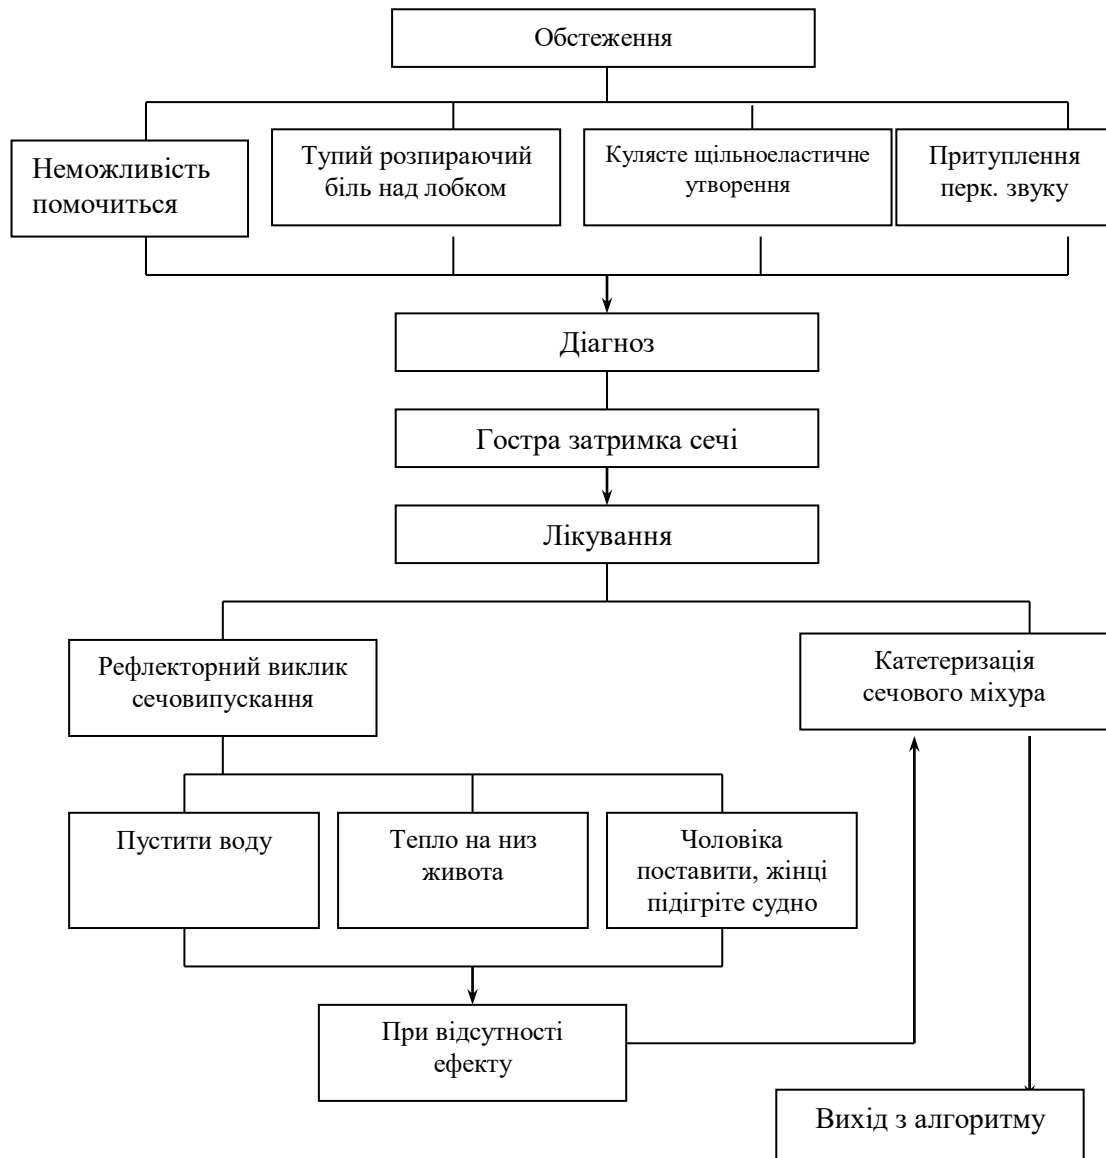 Обстеження
Неможливість
помочиться
Тупий розпираючий
біль над лобком
Кулясте щільноеластичне
утворення
Притуплення
перк. звуку
Діагноз
Гостра затримка сечі
Лікування
Рефлекторний виклик
сечовипускання
Катетеризація
сечового міхура
Пустити воду
Тепло на низ
живота
Чоловіка
поставити, жінці
підігріте судно
При відсутності
ефекту
Вихід з алгоритму